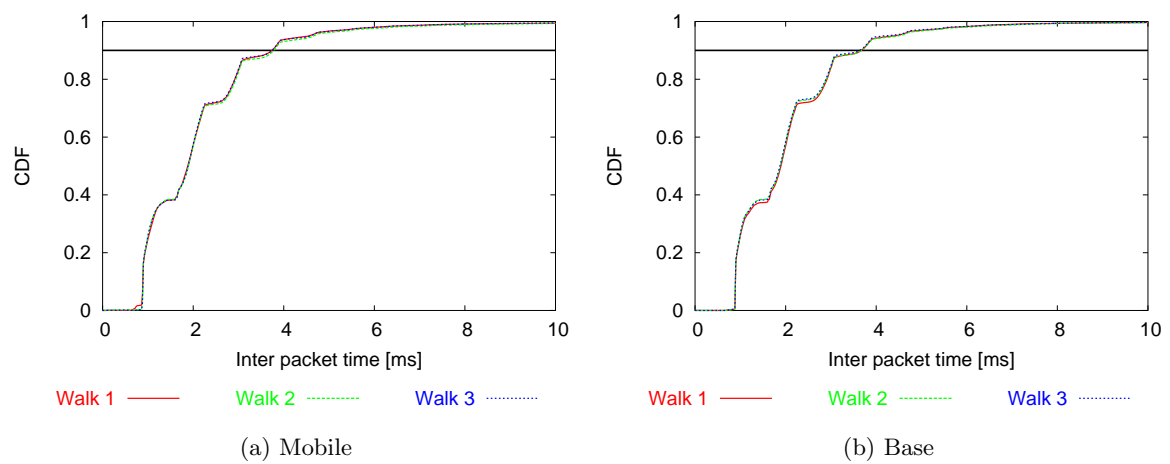 1
0.8
0.6
0.4
0.2
0
CDF
0 2 4 6 8 10
Inter packet time [ms]
Walk 1 Walk 2 Walk 3
(a) Mobile
1
0.8
0.6
0.4
0.2
0
CDF
0 2 4 6 8 10
Inter packet time [ms]
Walk 1 Walk 2 Walk 3
(b) Base